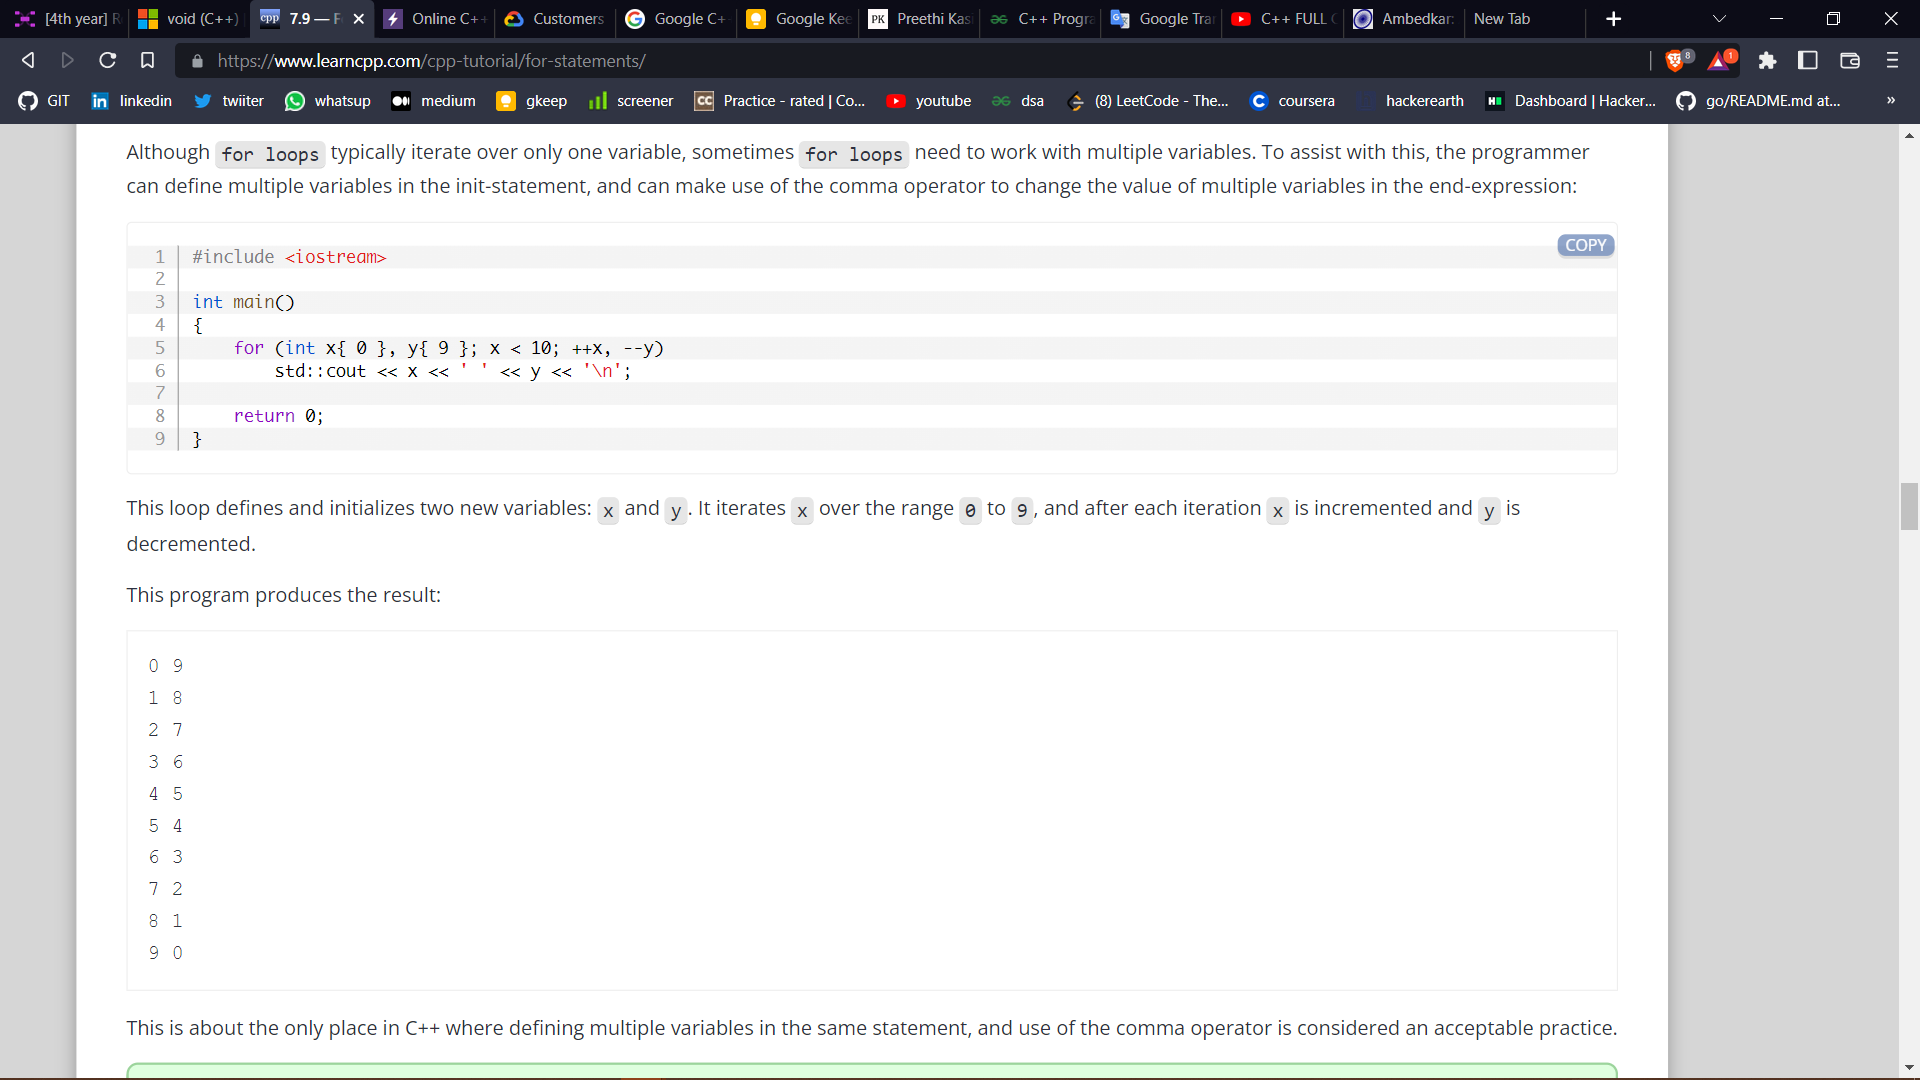 [4th year] R void (C++) 7.9 — F Online C++ Customers Google C+ Google Kee Preethi Kas C++ Progra Google Tran C++ FULL C Ambedkar: New Tab
https://www.learncpp.com/cpp-tutorial/for-statements/ 8 1
GIT linkedin twiiter whatsup medium gkeep screener Practice - rated | Co... youtube dsa (8) LeetCode - The... coursera hackerearth Dashboard | Hacker... go/README.md at... »
Although for loops typically iterate over only one variable, sometimes for loops need to work with multiple variables. To assist with this, the programmer
can define multiple variables in the init-statement, and can make use of the comma operator to change the value of multiple variables in the end-expression:
COPY
1 #include <iostream>
2
3 int main()
4 {
5 for (int x{ 0 }, y{ 9 }; x < 10; ++x, --y)
6 std::cout << x << ' ' << y << '\n';
7
8 return 0;
9 }
This loop defines and initializes two new variables: x and y. It iterates x over the range 0 to 9, and after each iteration x is incremented and y is
decremented.
This program produces the result:
0 9
1 8
2 7
3 6
4 5
5 4
6 3
7 2
8 1
9 0
This is about the only place in C++ where defining multiple variables in the same statement, and use of the comma operator is considered an acceptable practice.